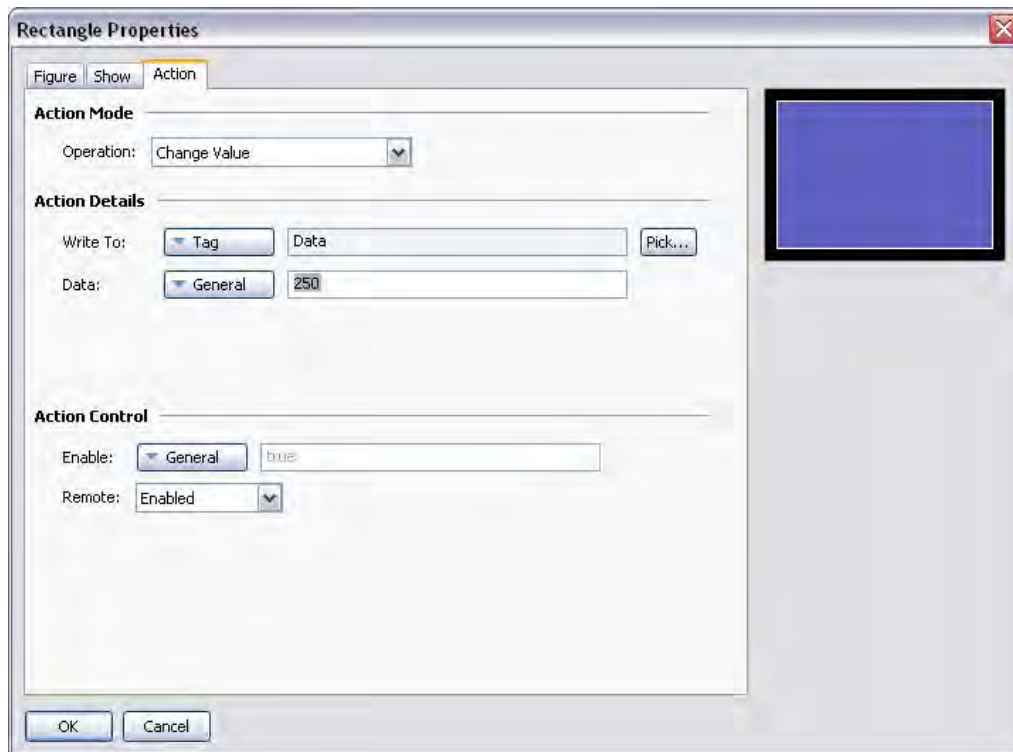 Rectangle Properties
Figure Show Action
Action Mode
Operation: Change Value
Action Details
Write To: Tag Data Pick...
Data: General 250
Action Control
Enable: General true
Remote: Enabled
OK Cancel